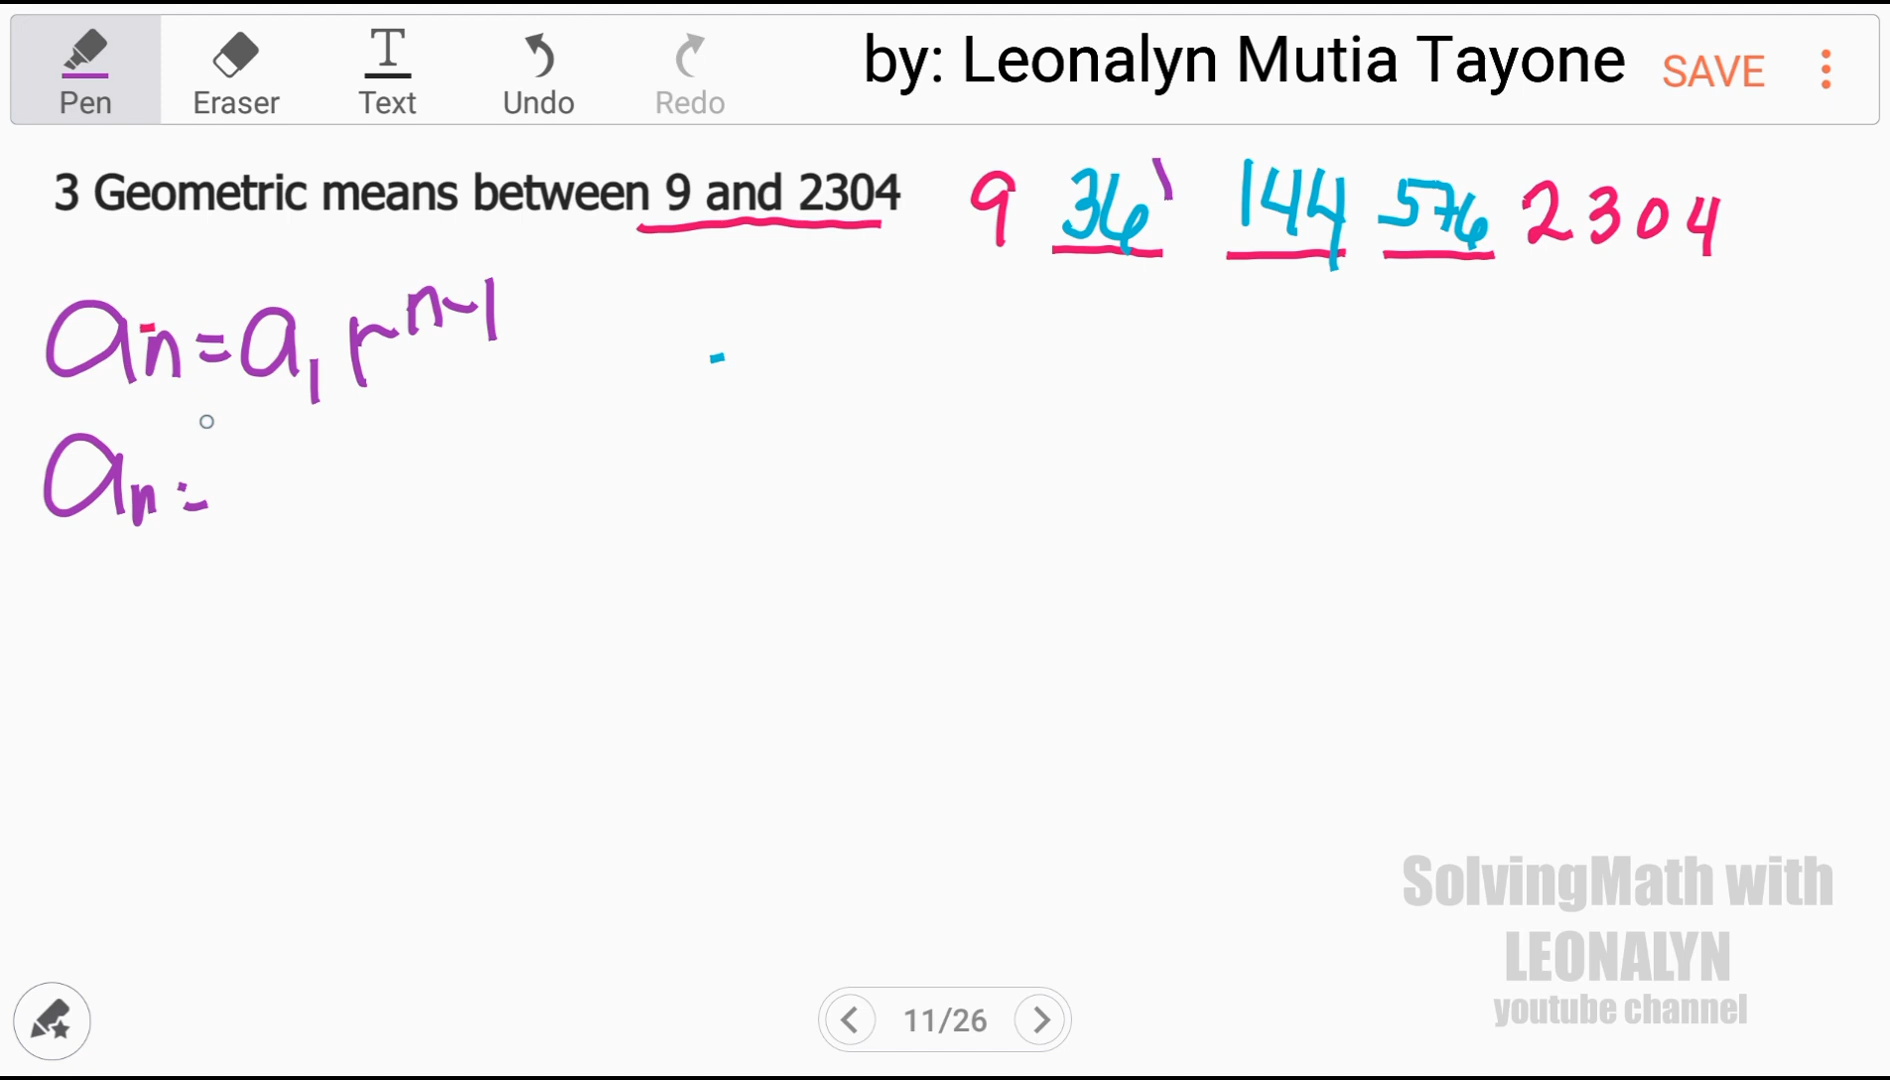 Pen Eraser Text Undo Redo by: Leonalyn Mutia Tayone SAVE
3 Geometric means between 9 and 2304 9 36 144 576 2304
an = a1 r^n-1
an =
SolvingMath with
LEONALYN
youtube channel
11/26